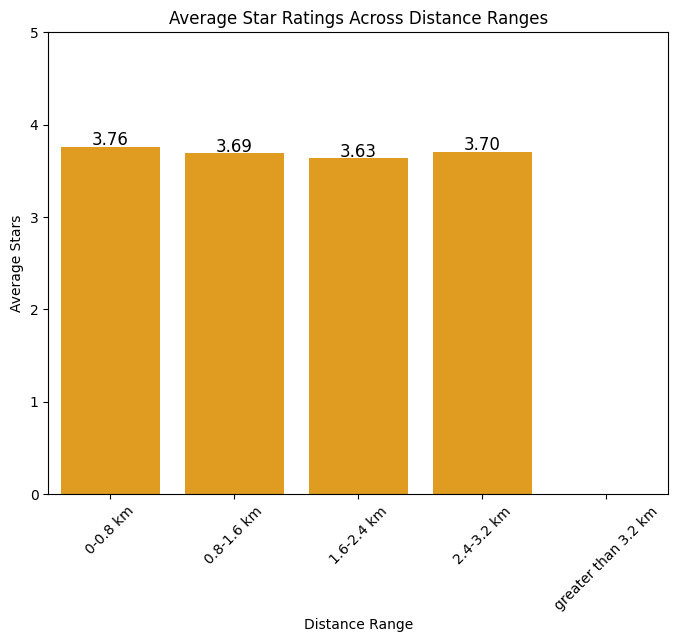 Average Star Ratings Across Distance Ranges
Average Stars
5
4
3
2
1
0
3.76
3.69
3.63
3.70
0-0.8 km
0.8-1.6 km
1.6-2.4 km
2.4-3.2 km
greater than 3.2 km
Distance Range